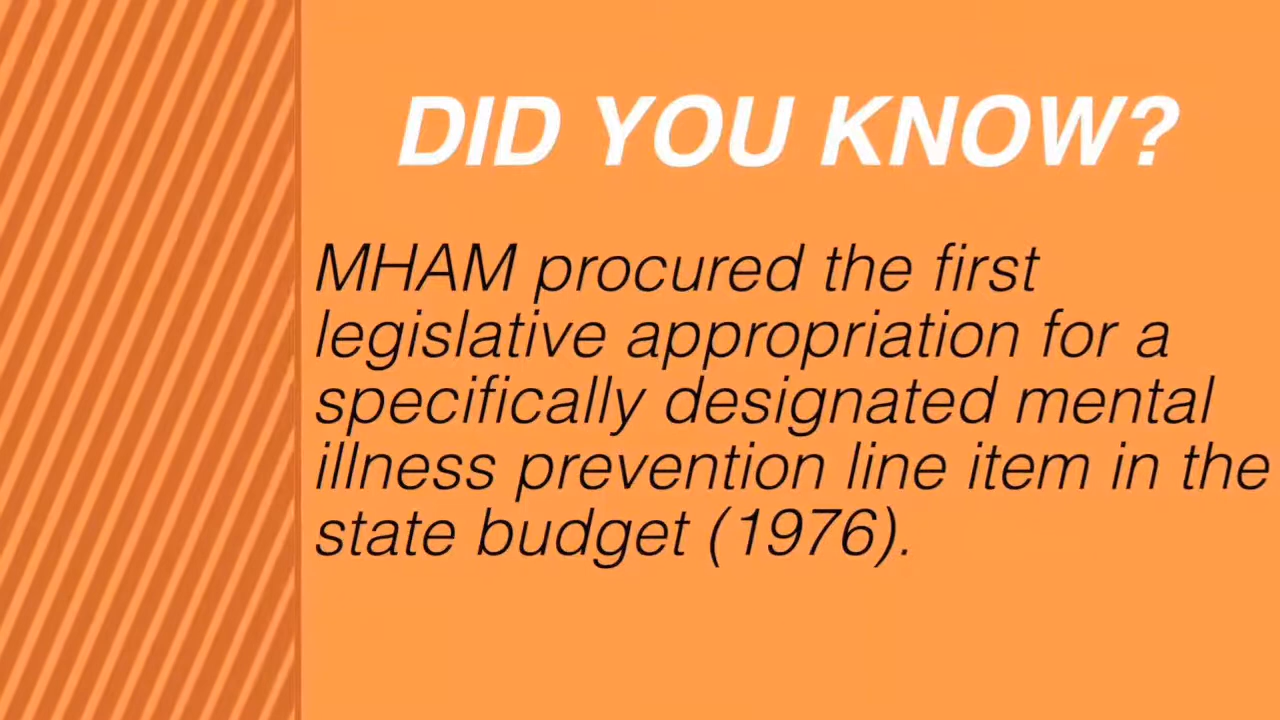 DID YOU KNOW?
MHAM procured the first
legislative appropriation for a
specifically designated mental
illness prevention line item in the
state budget (1976).